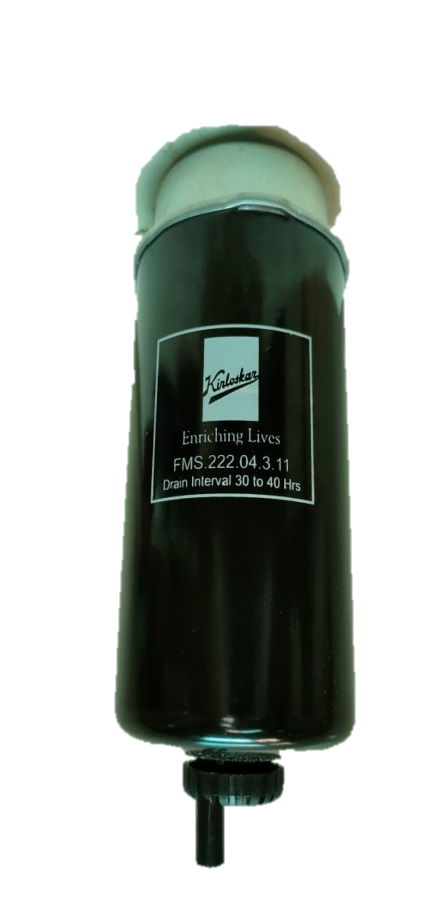 Kirloskar
Enriching Lives
FMS.222.04.3.11
Drain Interval 30 to 40 Hrs